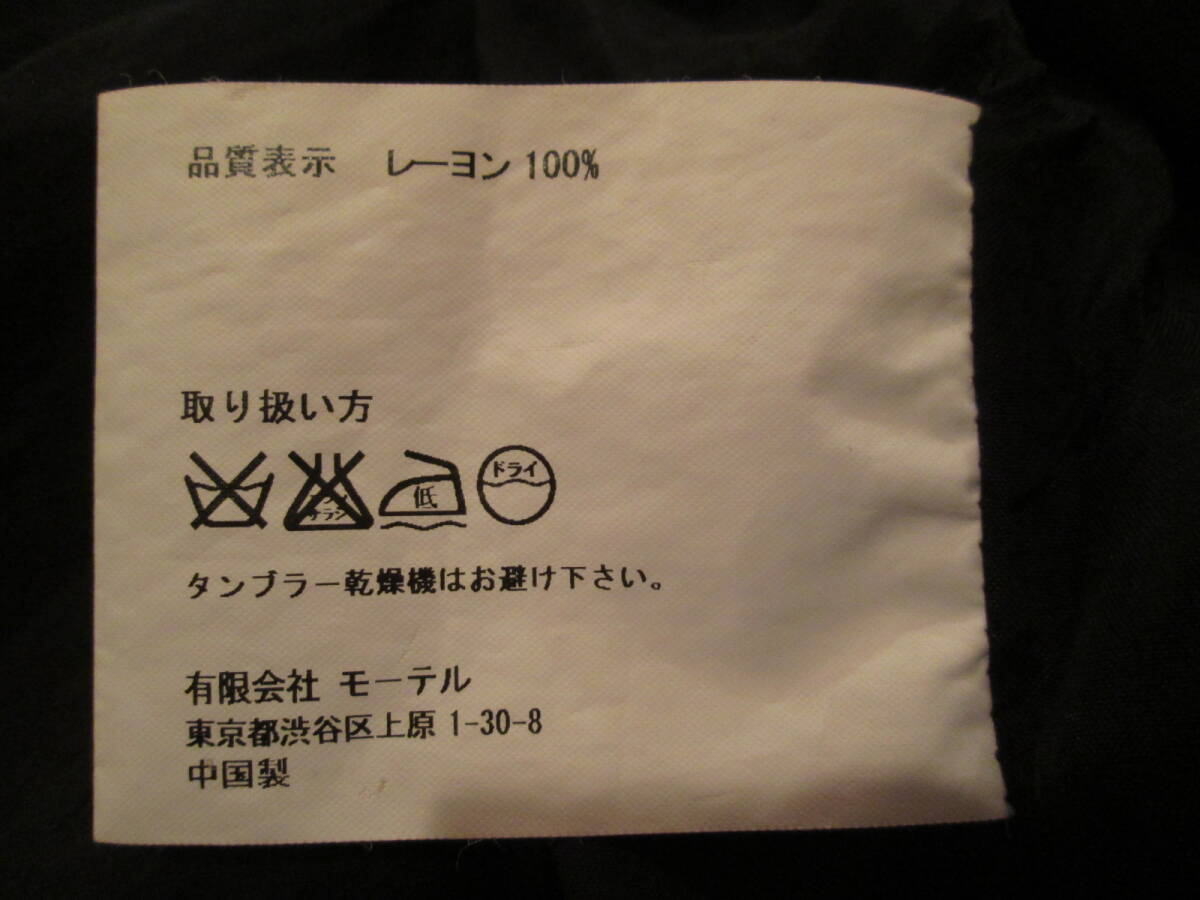 品質表示 レーヨン 100%
取り扱い方
低 ドライ
タンブラー乾燥機はお避け下さい。
有限会社 モーテル
東京都渋谷区上原 1-30-8
中国製